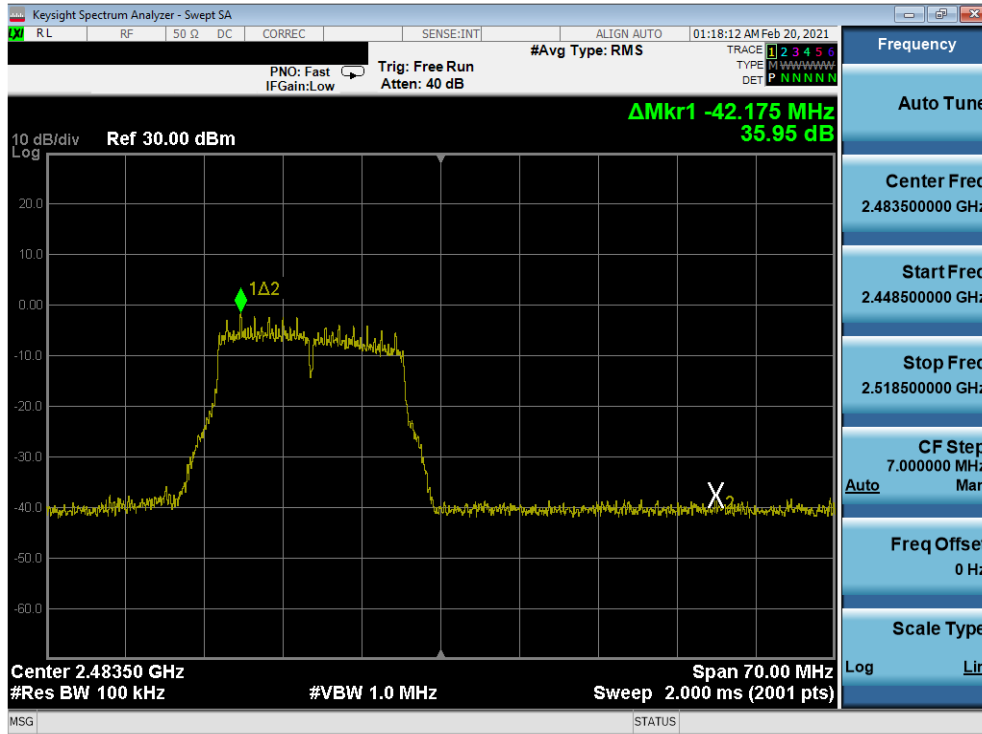 Keysight Spectrum Analyzer - Swept SA
LXI RL RF 50 Ω DC CORREC SENSE:INT ALIGN AUTO 01:18:12 AM Feb 20, 2021
PNO: Fast
IFGain:Low
Trig: Free Run
Atten: 40 dB
#Avg Type: RMS
TRACE 1 2 3 4 5 6
TYPE M WWWWW
DET P N N N N N
ΔMkr1 -42.175 MHz
35.95 dB
10 dB/div Ref 30.00 dBm
Log
20.0
10.0
0.00
-10.0
-20.0
-30.0
-40.0
-50.0
-60.0
1Δ2
X2
Center 2.48350 GHz Span 70.00 MHz
#Res BW 100 kHz #VBW 1.0 MHz Sweep 2.000 ms (2001 pts)
MSG STATUS
Frequency
Auto Tune
Center Freq
2.483500000 GHz
Start Freq
2.448500000 GHz
Stop Freq
2.518500000 GHz
CF Step
7.000000 MHz
Auto Man
Freq Offset
0 Hz
Scale Type
Log Lin